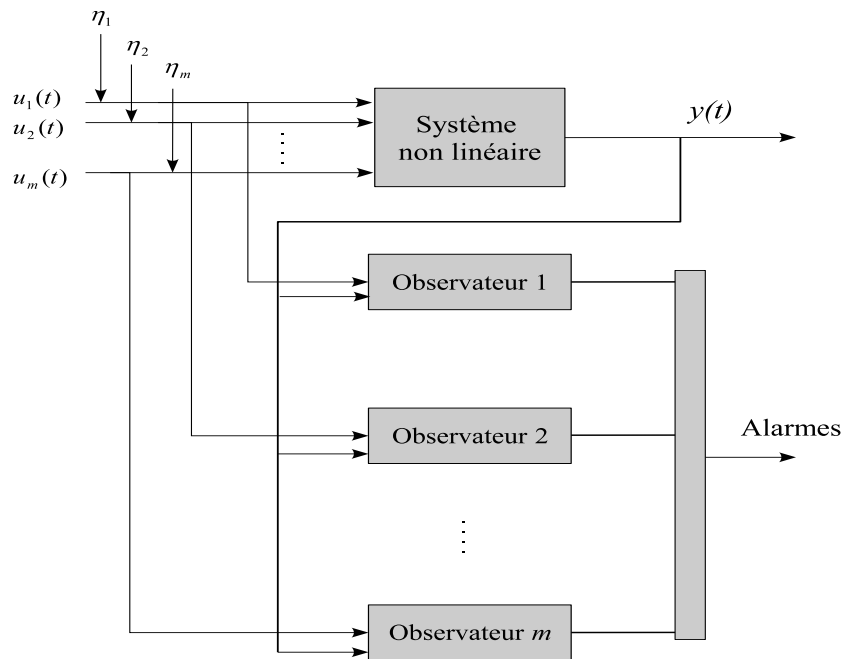 η₁
η₂
ηₘ
u₁(t)
u₂(t)
uₘ(t)
Système
non linéaire
y(t)
Observateur 1
Observateur 2
Alarmes
Observateur m